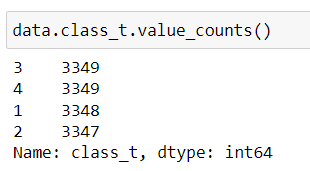 data.class_t.value_counts()
3    3349
4    3349
1    3348
2    3347
Name: class_t, dtype: int64